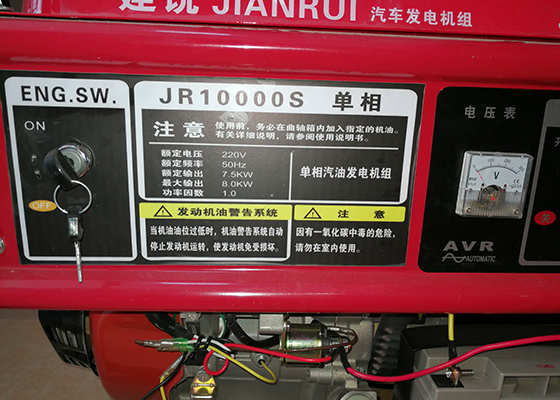 建锐 JIANRUI 汽车发电机组
ENG.SW.
ON
OFF
JR10000S 单相
注 意 使用前，务必在曲轴箱内加入指定的机油。
有关详细说明，请参阅使用说明书。
额定电压 220V
额定频率 50Hz
额定输出 7.5KW
最大输出 8.0KW
功率因数 1.0
单相汽油发电机组
发动机油警告系统
当机油油位过低时，机油警告系统自动
停止发动机运转，使发动机免受损坏。
注 意
因有一氧化碳中毒的危险，
请勿在室内使用。
电压表
V
AVR
AUTOMATIC